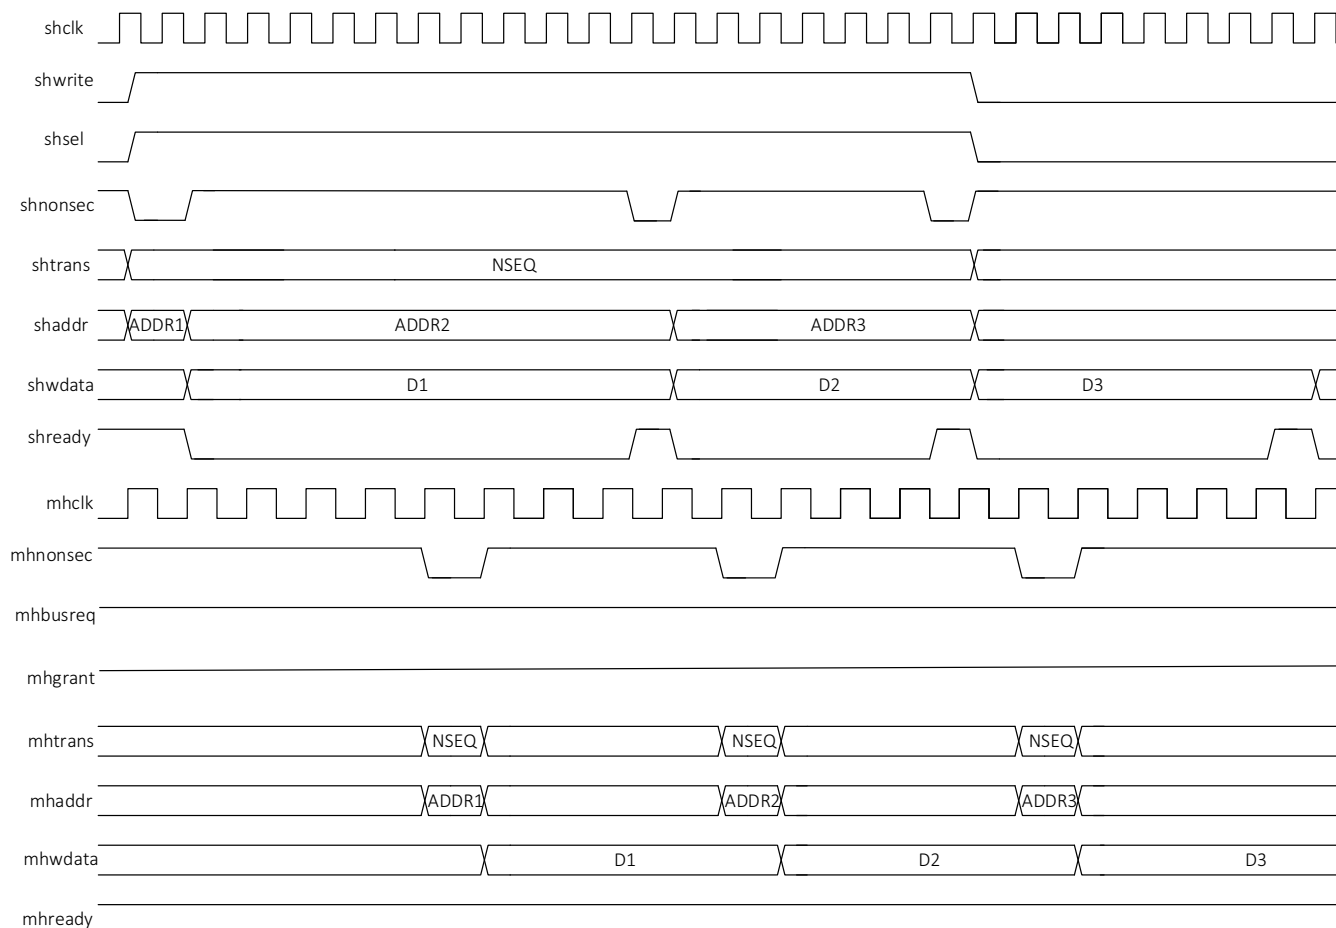 shclk
shwrite
shsel
shnonsec
shtrans NSEQ
shaddr ADDR1 ADDR2 ADDR3
shwdata D1 D2 D3
shready
mhclk
mhnonsec
mhbusreq
mhgrant
mhtrans NSEQ NSEQ NSEQ
mhaddr ADDR1 ADDR2 ADDR3
mhwdata D1 D2 D3
mhready